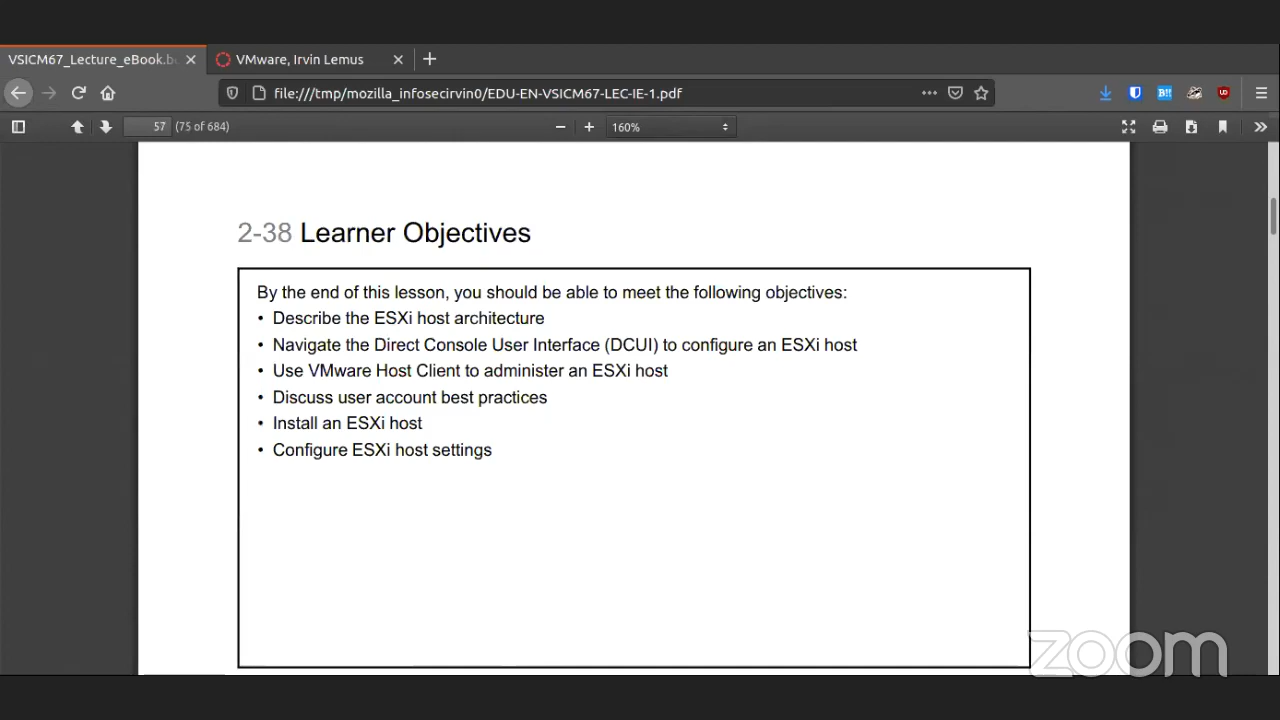 VSICM67_Lecture_eBook.b
VMware, Irvin Lemus
file:///tmp/mozilla_infosecirvin0/EDU-EN-VSICM67-LEC-IE-1.pdf
57 (75 of 684)
160%
2-38 Learner Objectives
By the end of this lesson, you should be able to meet the following objectives:
• Describe the ESXi host architecture
• Navigate the Direct Console User Interface (DCUI) to configure an ESXi host
• Use VMware Host Client to administer an ESXi host
• Discuss user account best practices
• Install an ESXi host
• Configure ESXi host settings
zoom